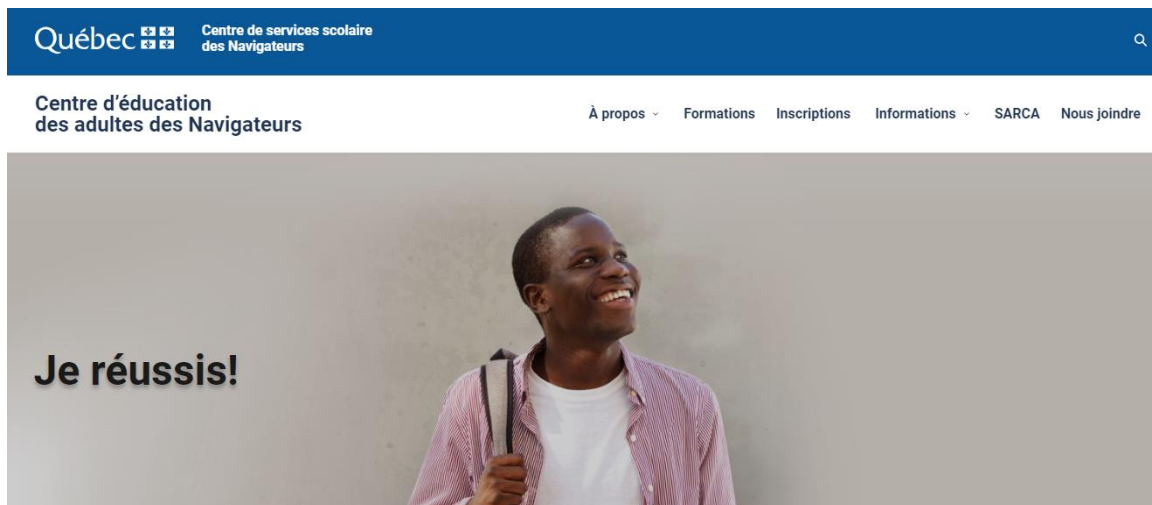 Québec
Centre de services scolaire
des Navigateurs
Centre d'éducation
des adultes des Navigateurs
À propos Formations Inscriptions Informations SARCA Nous joindre
Je réussis!